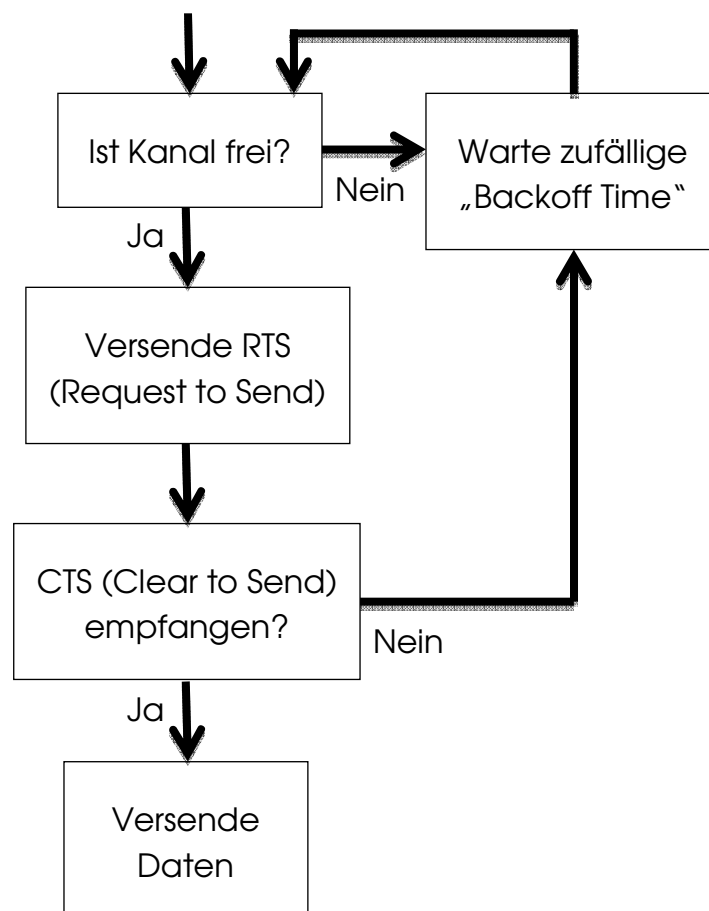 Ist Kanal frei?
Nein
Warte zufällige
„Backoff Time“
Ja
Versende RTS
(Request to Send)
CTS (Clear to Send)
empfangen?
Nein
Ja
Versende
Daten